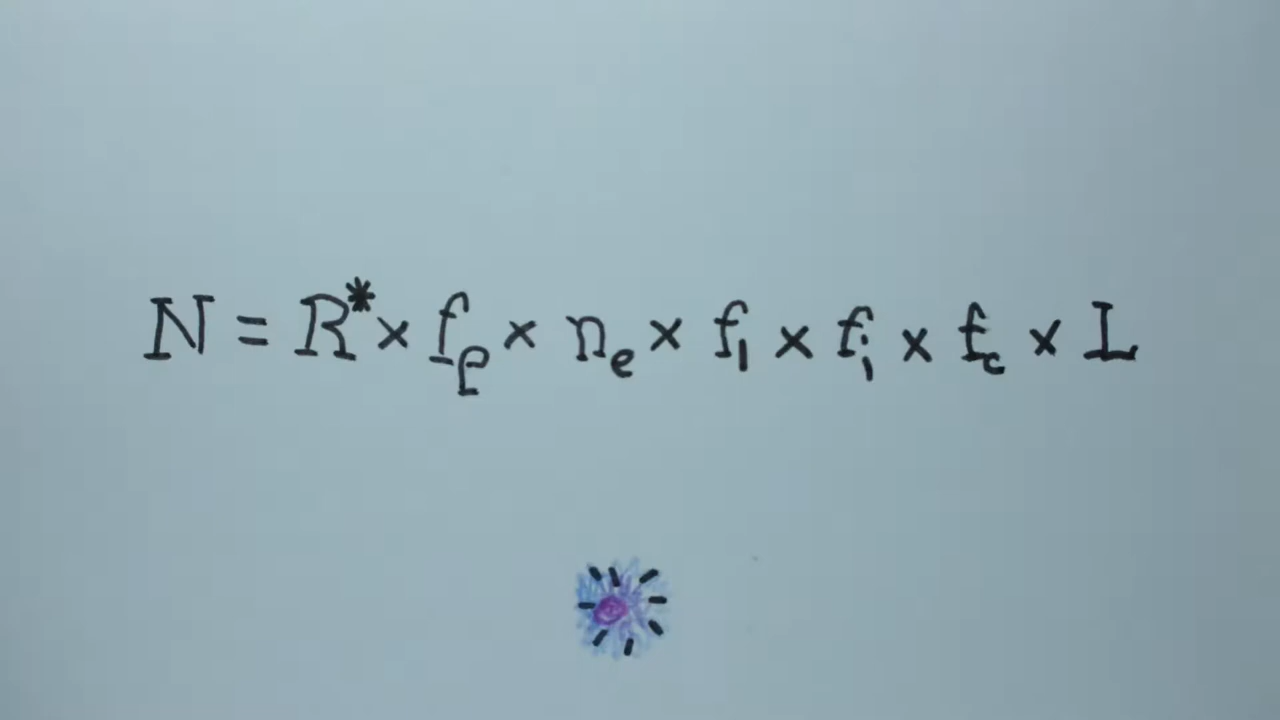 N = R* × fp × ne × fl × fi × fc × L